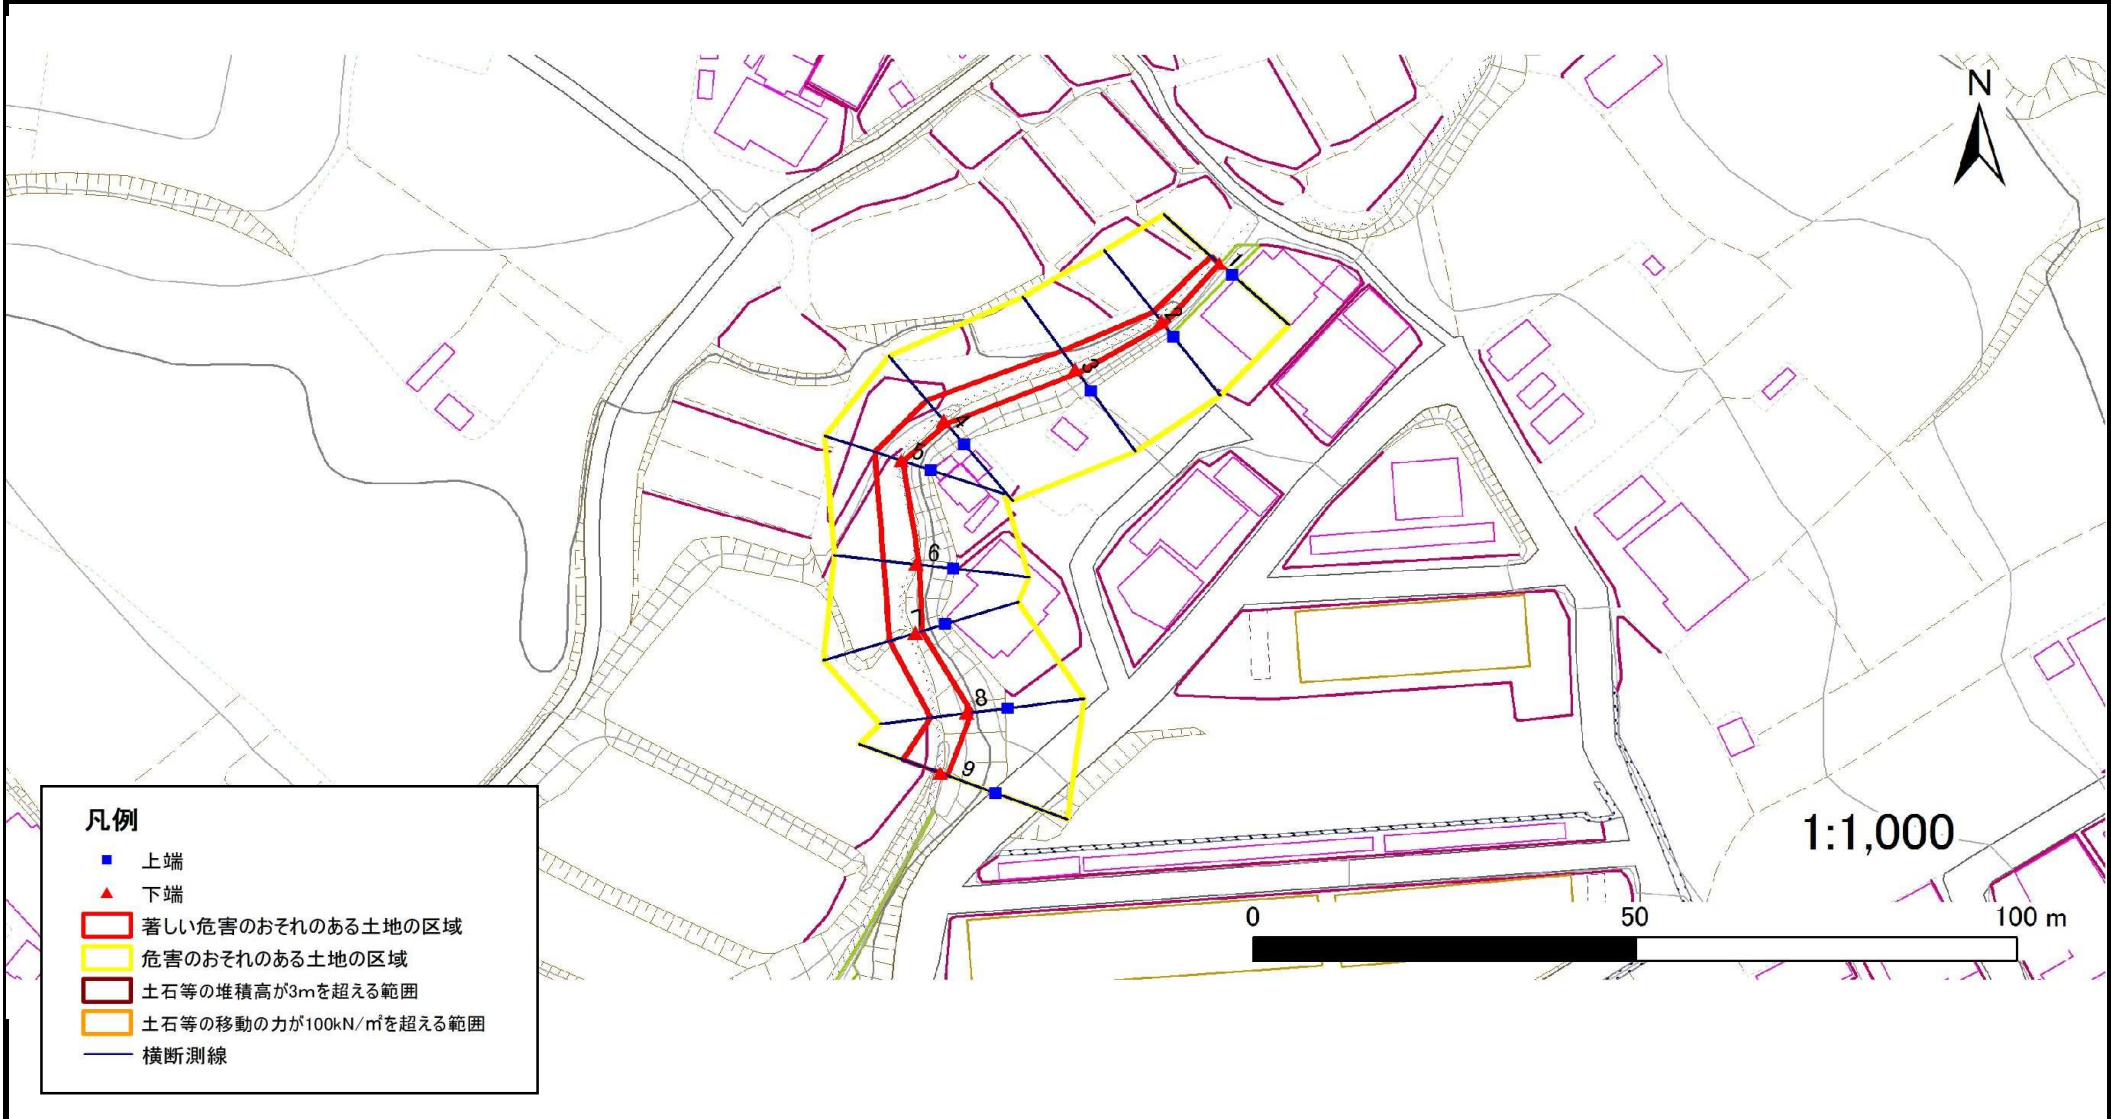 N
1
2
3
4
5
6
7
8
9
1:1,000
0 50 100 m
凡例
上端
下端
著しい危害のおそれのある土地の区域
危害のおそれのある土地の区域
土石等の堆積高が3mを超える範囲
土石等の移動の力が100kN/㎡を超える範囲
横断測線